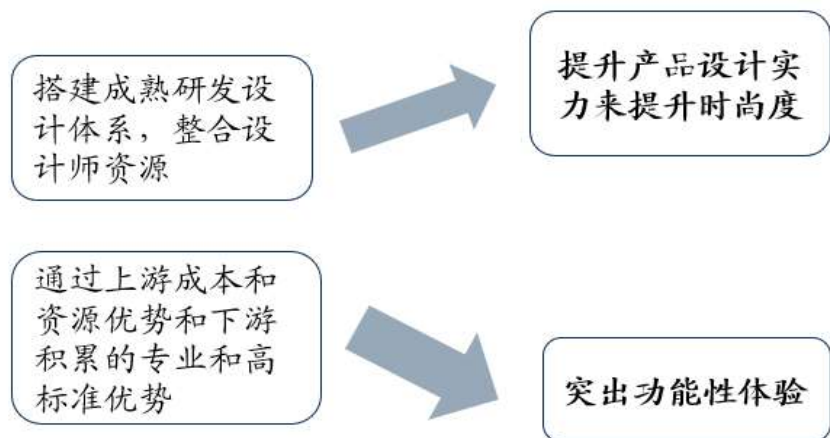 搭建成熟研发设
计体系，整合设
计师资源
提升产品设计实
力来提升时尚度
通过上游成本和
资源优势和下游
积累的专业和高
标准优势
突出功能性体验